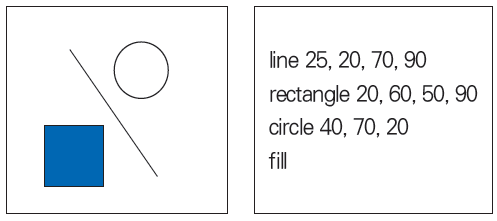 line 25, 20, 70, 90
rectangle 20, 60, 50, 90
circle 40, 70, 20
fill